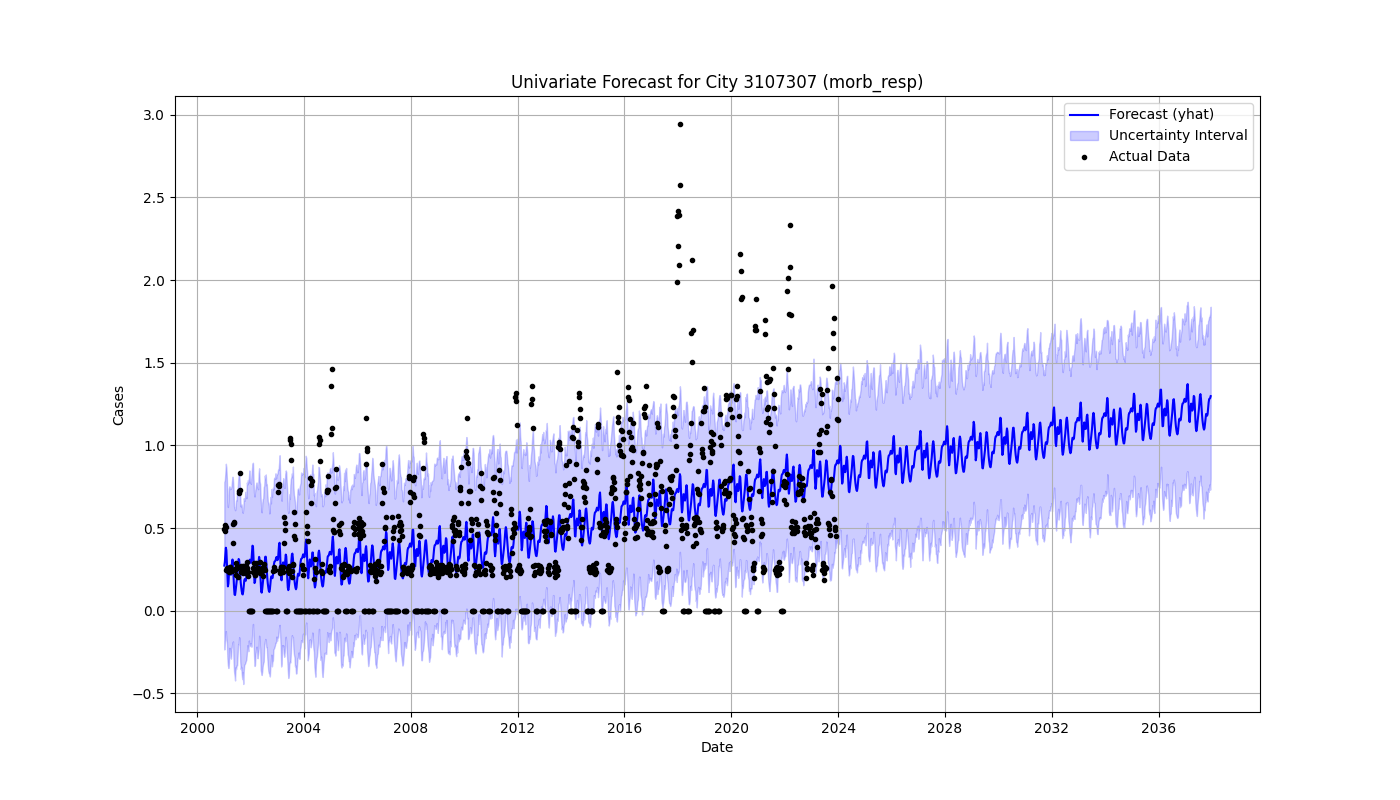 Univariate Forecast for City 3107307 (morb_resp)
Forecast (yhat)
Uncertainty Interval
Actual Data
Cases
3.0
2.5
2.0
1.5
1.0
0.5
0.0
−0.5
2000 2004 2008 2012 2016 2020 2024 2028 2032 2036
Date